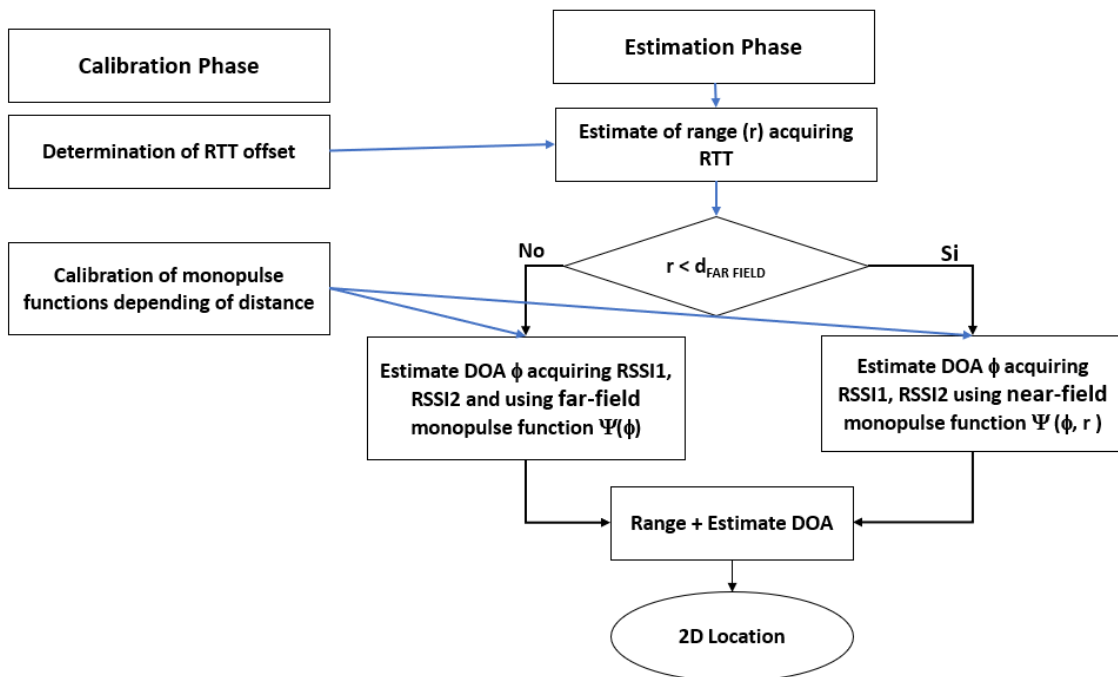 Calibration Phase
Estimation Phase
Determination of RTT offset
Estimate of range (r) acquiring
RTT
Calibration of monopulse
functions depending of distance
No
r < d_FAR FIELD
Si
Estimate DOA ϕ acquiring RSSI1,
RSSI2 and using far-field
monopulse function Ψ(ϕ)
Estimate DOA ϕ acquiring
RSSI1, RSSI2 using near-field
monopulse function Ψ (ϕ, r )
Range + Estimate DOA
2D Location